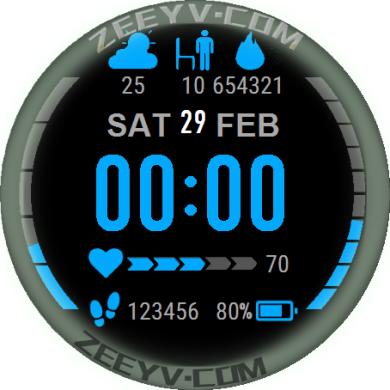 ZEEYV-COM
25 10 654321
SAT 29 FEB
00:00
70
123456 80%
ZEEYV-COM